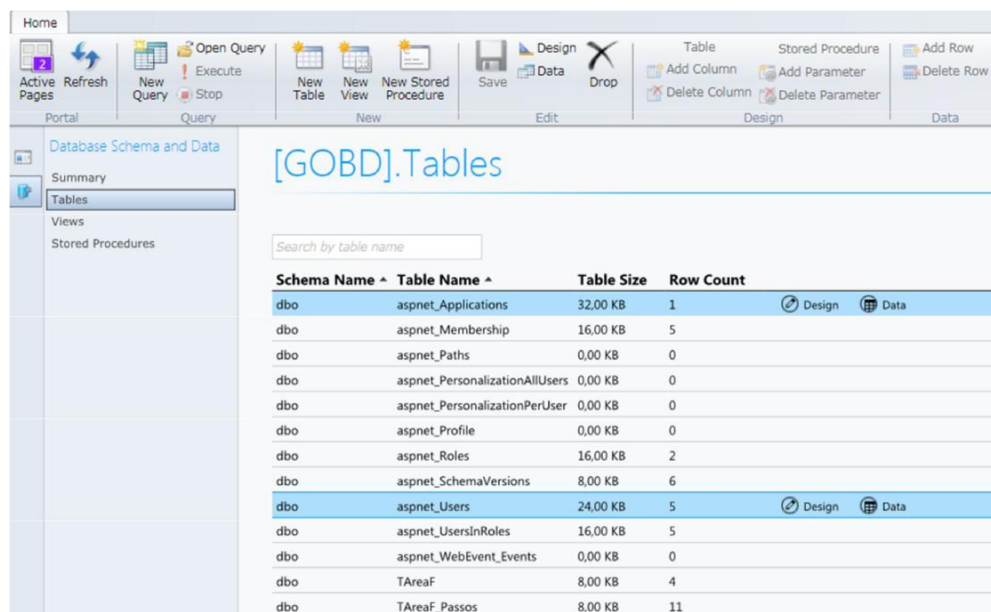 Home
Active Pages 2
Refresh
New Query
Open Query
Execute
Stop
New Table
New View
New Stored Procedure
Save
Design
Data
Drop
Table
Add Column
Delete Column
Stored Procedure
Add Parameter
Delete Parameter
Add Row
Delete Row
Portal Query New Edit Design Data
Database Schema and Data
Summary
Tables
Views
Stored Procedures
[GOBD].Tables
Search by table name
Schema Name Table Name Table Size Row Count
dbo aspnet_Applications 32,00 KB 1 Design Data
dbo aspnet_Membership 16,00 KB 5
dbo aspnet_Paths 0,00 KB 0
dbo aspnet_PersonalizationAllUsers 0,00 KB 0
dbo aspnet_PersonalizationPerUser 0,00 KB 0
dbo aspnet_Profile 0,00 KB 0
dbo aspnet_Roles 16,00 KB 2
dbo aspnet_SchemaVersions 8,00 KB 6
dbo aspnet_Users 24,00 KB 5 Design Data
dbo aspnet_UsersInRoles 16,00 KB 5
dbo aspnet_WebEvent_Events 0,00 KB 0
dbo TAreaF 8,00 KB 4
dbo TAreaF_Passos 8,00 KB 11